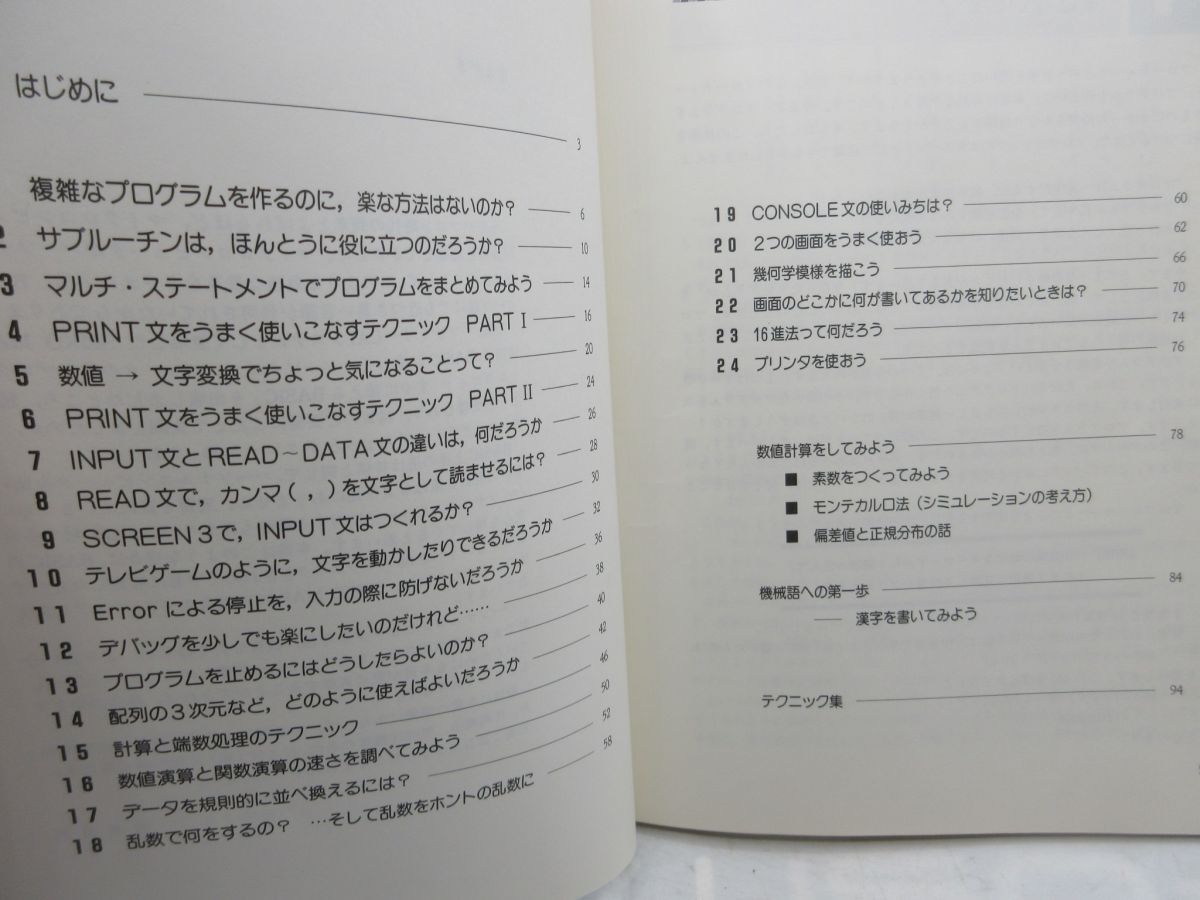 はじめに 3
複雑なプログラムを作るのに，楽な方法はないのか？ 6
2 サブルーチンは，ほんとうに役に立つのだろうか？ 10
3 マルチ・ステートメントでプログラムをまとめてみよう 14
4 PRINT文をうまく使いこなすテクニック PART I 16
5 数値 → 文字変換でちょっと気になることって？ 20
6 PRINT文をうまく使いこなすテクニック PART II 24
7 INPUT文とREAD～DATA文の違いは，何だろうか 26
8 READ文で，カンマ（，）を文字として読ませるには？ 28
9 SCREEN3で，INPUT文はつくれるか？ 30
10 テレビゲームのように，文字を動かしたりできるだろうか 32
11 Errorによる停止を，入力の際に防げないだろうか 36
12 デバッグを少しでも楽にしたいのだけれど…… 38
13 プログラムを止めるにはどうしたらよいのか？ 40
14 配列の3次元など，どのように使えばよいだろうか 42
15 計算と端数処理のテクニック 46
16 数値演算と関数演算の速さを調べてみよう 50
17 データを規則的に並べ換えるには？ 52
18 乱数で何をするの？ …そして乱数をホントの乱数に 58
19 CONSOLE文の使いみちは？ 60
20 2つの画面をうまく使おう 62
21 幾何学模様を描こう 66
22 画面のどこかに何が書いてあるかを知りたいときは？ 70
23 16進法って何だろう 74
24 プリンタを使おう 76
数値計算をしてみよう 78
■ 素数をつくってみよう
■ モンテカルロ法（シミュレーションの考え方）
■ 偏差値と正規分布の話
機械語への第一歩 84
―― 漢字を書いてみよう
テクニック集 94